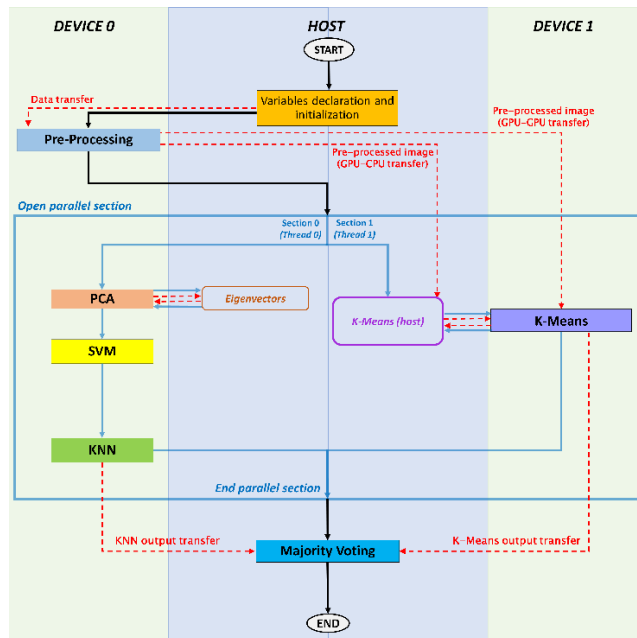 DEVICE 0
HOST
DEVICE 1
START
Data transfer
Variables declaration and
initialization
Pre-processed image
(GPU-GPU transfer)
Pre-Processing
Pre-processed image
(GPU-CPU transfer)
Open parallel section
Section 0
(Thread 0)
Section 1
(Thread 1)
PCA
Eigenvectors
K-Means (host)
K-Means
SVM
KNN
End parallel section
KNN output transfer
Majority Voting
K-Means output transfer
END